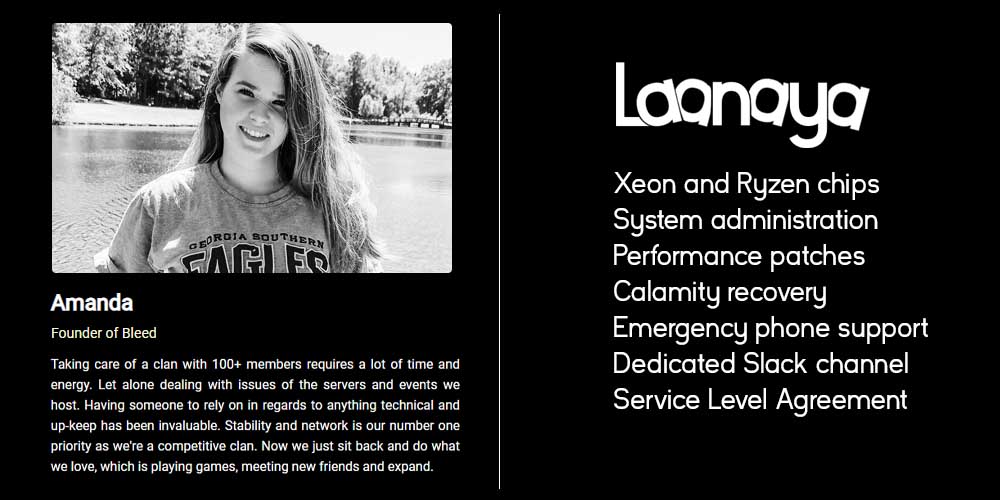 GEORGIA SOUTHERN
EAGLES
Amanda
Founder of Bleed
Taking care of a clan with 100+ members requires a lot of time and
energy. Let alone dealing with issues of the servers and events we
host. Having someone to rely on in regards to anything technical and
up-keep has been invaluable. Stability and network is our number one
priority as we're a competitive clan. Now we just sit back and do what
we love, which is playing games, meeting new friends and expand.
Laanaya
Xeon and Ryzen chips
System administration
Performance patches
Calamity recovery
Emergency phone support
Dedicated Slack channel
Service Level Agreement